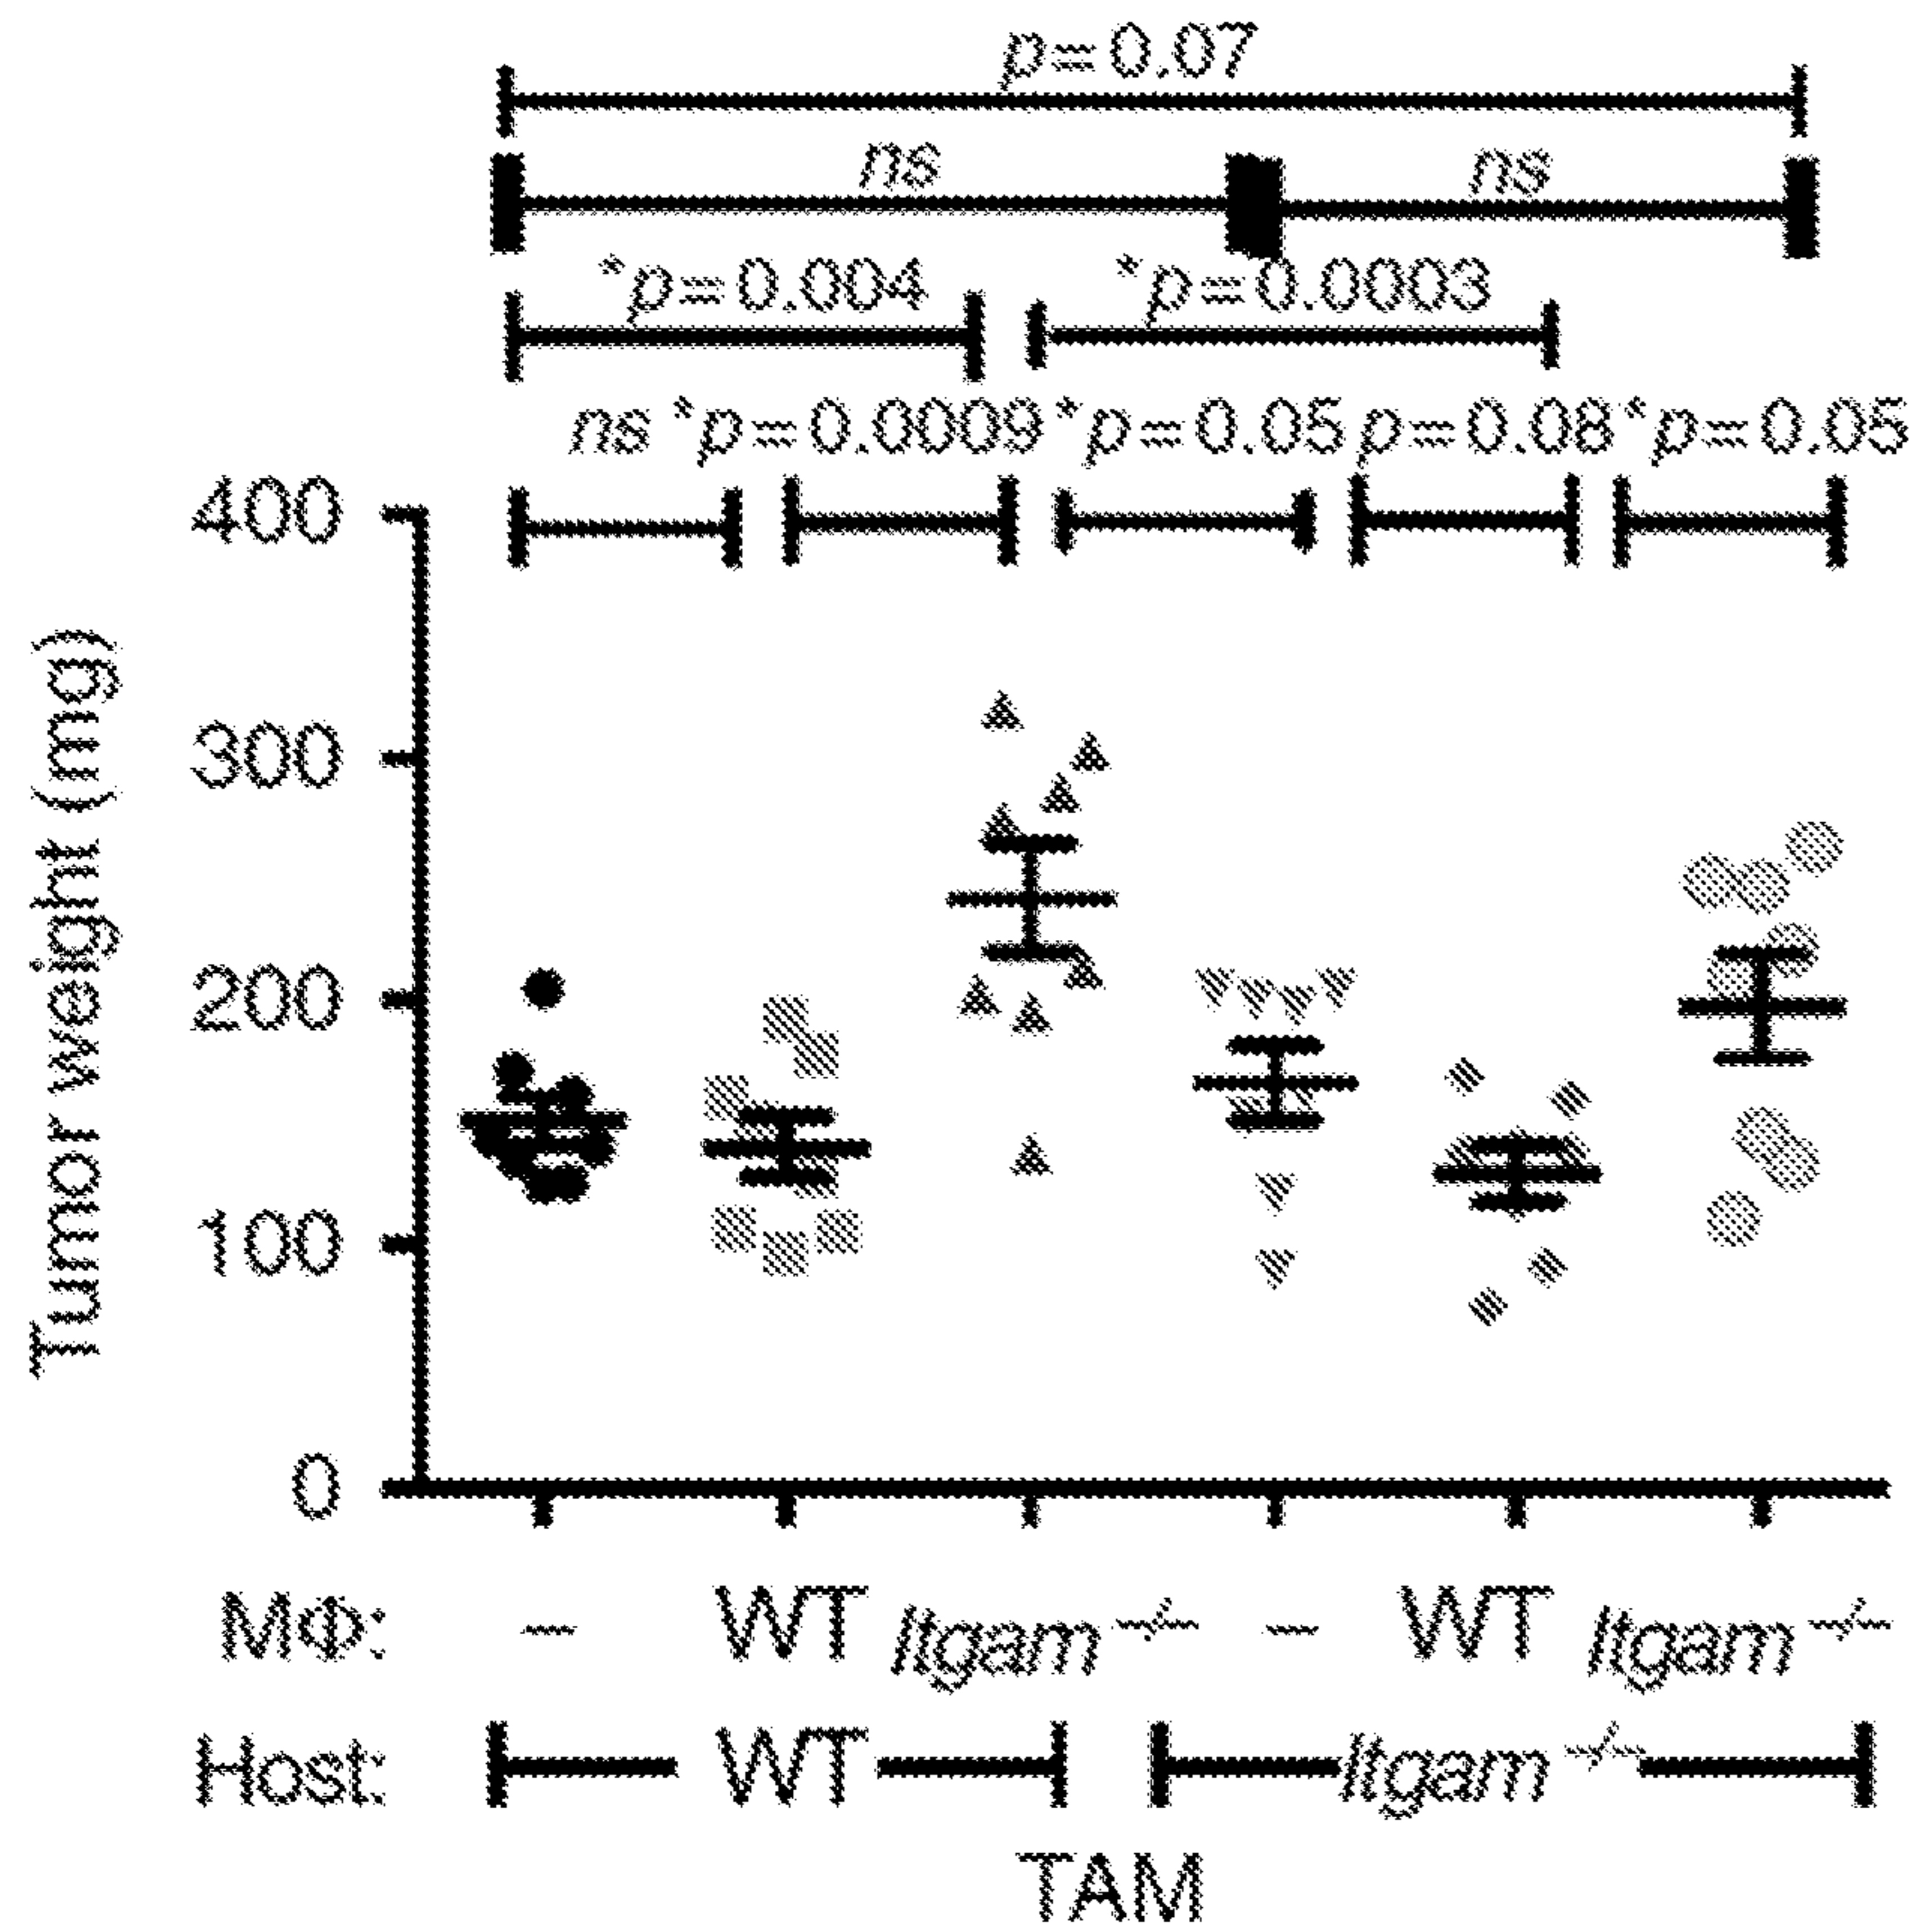 p=0.07
ns ns
*p=0.004 *p=0.0003
ns *p=0.0009 *p=0.05 p=0.08 *p=0.05
400
300
200
100
0
Tumor weight (mg)
MΦ: — WT Itgam -/- — WT Itgam -/-
Host: WT Itgam -/-
TAM